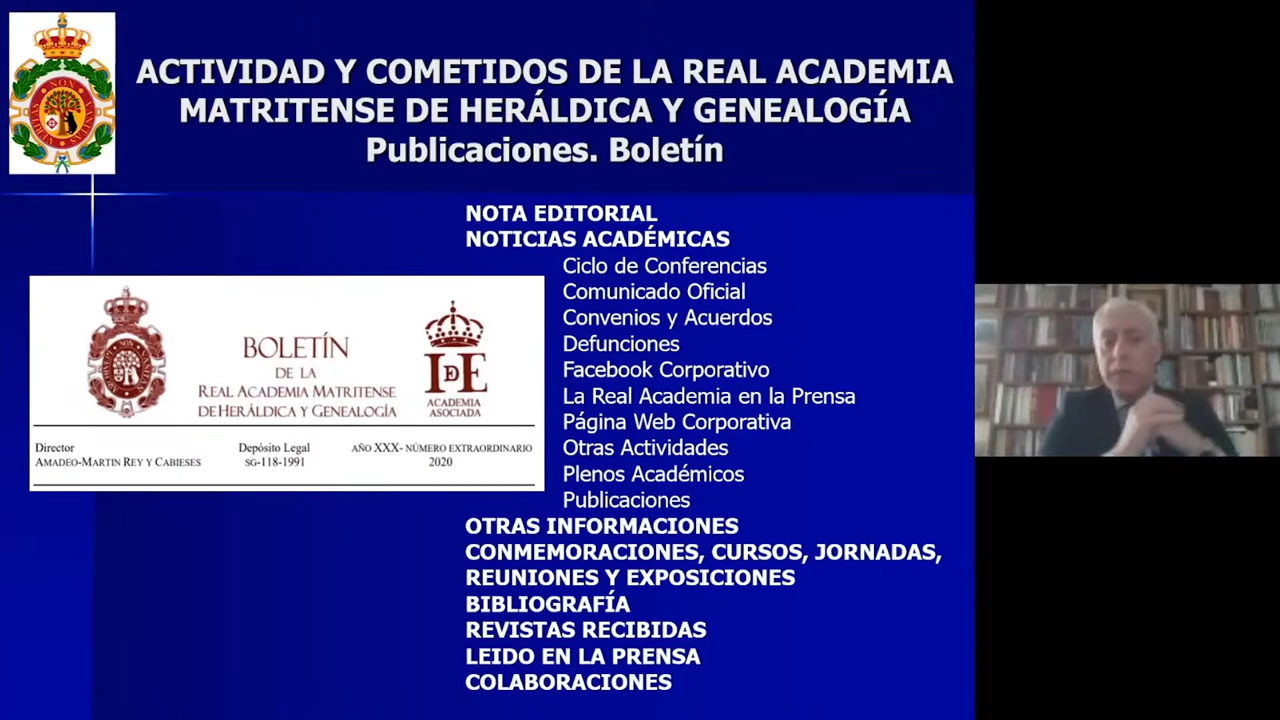 ACTIVIDAD Y COMETIDOS DE LA REAL ACADEMIA
MATRITENSE DE HERÁLDICA Y GENEALOGÍA
Publicaciones. Boletín
NOTA EDITORIAL
NOTICIAS ACADÉMICAS
Ciclo de Conferencias
Comunicado Oficial
Convenios y Acuerdos
Defunciones
Facebook Corporativo
La Real Academia en la Prensa
Página Web Corporativa
Otras Actividades
Plenos Académicos
Publicaciones
OTRAS INFORMACIONES
CONMEMORACIONES, CURSOS, JORNADAS,
REUNIONES Y EXPOSICIONES
BIBLIOGRAFÍA
REVISTAS RECIBIDAS
LEIDO EN LA PRENSA
COLABORACIONES
BOLETÍN
DE LA
REAL ACADEMIA MATRITENSE
DE HERÁLDICA Y GENEALOGÍA
IDE
ACADEMIA
ASOCIADA
Director
AMADEO-MARTIN REY Y CABIESES
Depósito Legal
SG-118-1991
AÑO XXX- NÚMERO EXTRAORDINARIO
2020